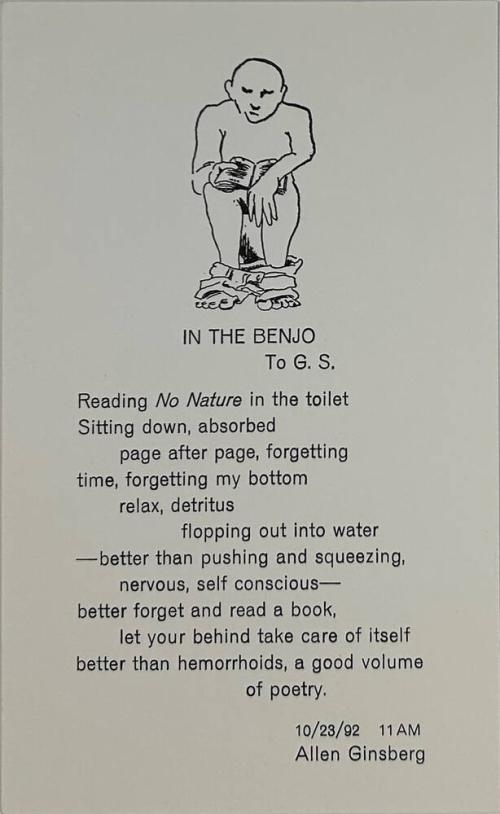 IN THE BENJO
To G. S.
Reading No Nature in the toilet
Sitting down, absorbed
page after page, forgetting
time, forgetting my bottom
relax, detritus
flopping out into water
—better than pushing and squeezing,
nervous, self conscious—
better forget and read a book,
let your behind take care of itself
better than hemorrhoids, a good volume
of poetry.
10/23/92 11 AM
Allen Ginsberg